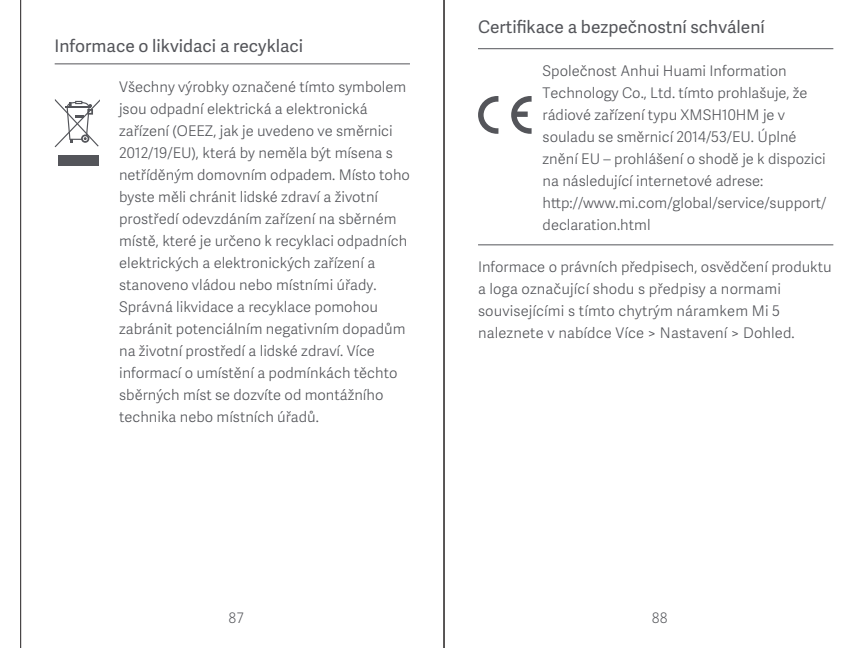 Informace o likvidaci a recyklaci
Všechny výrobky označené tímto symbolem
jsou odpadní elektrická a elektronická
zařízení (OEEZ, jak je uvedeno ve směrnici
2012/19/EU), která by neměla být mísena s
netříděným domovním odpadem. Místo toho
byste měli chránit lidské zdraví a životní
prostředí odevzdáním zařízení na sběrném
místě, které je určeno k recyklaci odpadních
elektrických a elektronických zařízení a
stanoveno vládou nebo místními úřady.
Správná likvidace a recyklace pomohou
zabránit potenciálním negativním dopadům
na životní prostředí a lidské zdraví. Více
informací o umístění a podmínkách těchto
sběrných míst se dozvíte od montážního
technika nebo místních úřadů.
87
Certifikace a bezpečnostní schválení
CE
Společnost Anhui Huami Information
Technology Co., Ltd. tímto prohlašuje, že
rádiové zařízení typu XMSH10HM je v
souladu se směrnicí 2014/53/EU. Úplné
znění EU – prohlášení o shodě je k dispozici
na následující internetové adrese:
http://www.mi.com/global/service/support/
declaration.html
Informace o právních předpisech, osvědčení produktu
a loga označující shodu s předpisy a normami
souvisejícími s tímto chytrým náramkem Mi 5
naleznete v nabídce Více > Nastavení > Dohled.
88